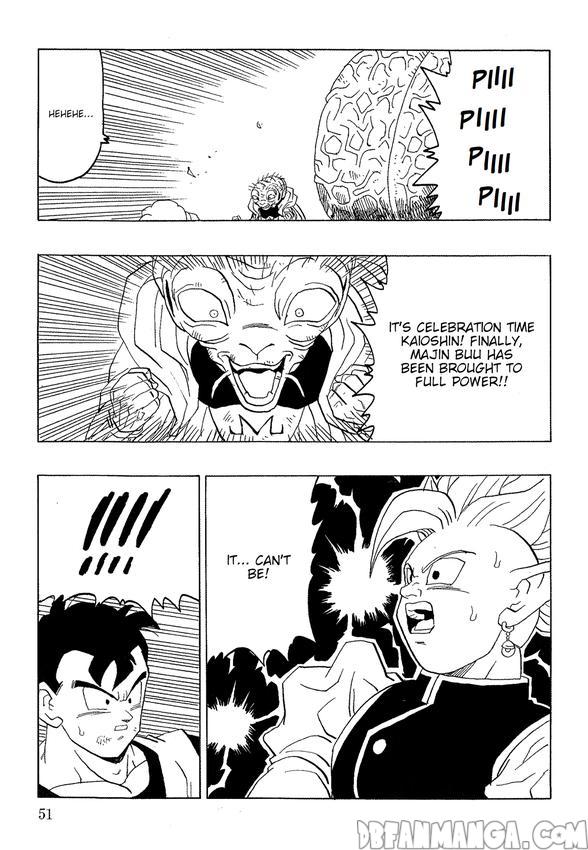 HEHEHE...
PIIII
PIIII
PIIII
PIIII
IT'S CELEBRATION TIME
KAIOSHIN! FINALLY,
MAJIN BUU HAS
BEEN BROUGHT TO
FULL POWER!!
M
!!!!
!!!!
IT... CAN'T
BE!
51
DBFANMANGA.COM